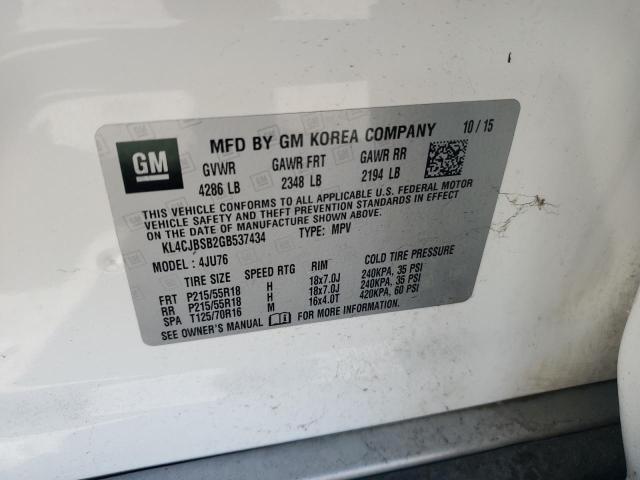 GM
MFD BY GM KOREA COMPANY 10 / 15
GVWR GAWR FRT GAWR RR
4286 LB 2348 LB 2194 LB
THIS VEHICLE CONFORMS TO ALL APPLICABLE U.S. FEDERAL MOTOR
VEHICLE SAFETY AND THEFT PREVENTION STANDARDS IN EFFECT
ON THE DATE OF MANUFACTURE SHOWN ABOVE.
KL4CJBSB2GB537434 TYPE: MPV
MODEL: 4JU76
TIRE SIZE SPEED RTG RIM COLD TIRE PRESSURE
FRT P215/55R18 H 18x7.0J 240KPA, 35 PSI
RR P215/55R18 H 18x7.0J 240KPA, 35 PSI
SPA T125/70R16 M 16x4.0T 420KPA, 60 PSI
SEE OWNER'S MANUAL FOR MORE INFORMATION.